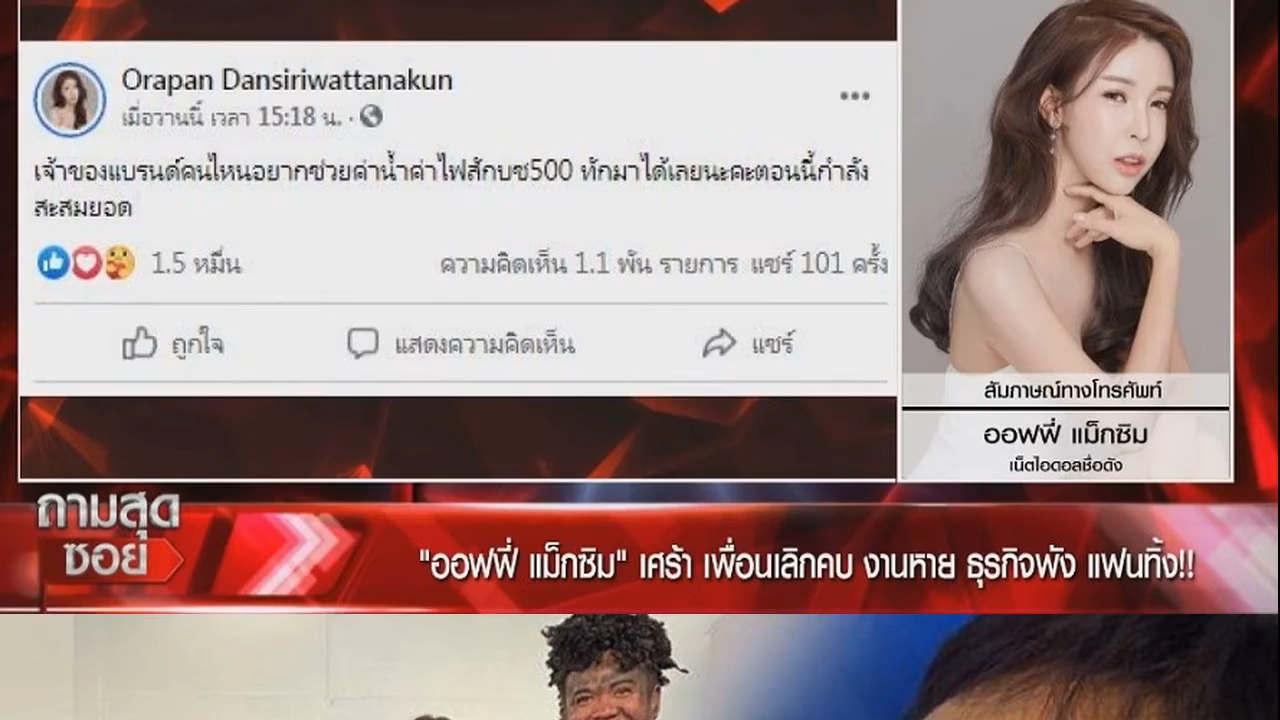 Orapan Dansiriwattanakun
เมื่อวานนี้ เวลา 15:18 น. ·
เจ้าของแบรนด์คนไหนอยากช่วยค่าน้ำค่าไฟสักบช500 ทักมาได้เลยนะคะตอนนี้กำลัง
สะสมยอด
1.5 หมื่น ความคิดเห็น 1.1 พัน รายการ แชร์ 101 ครั้ง
ถูกใจ แสดงความคิดเห็น แชร์
สัมภาษณ์ทางโทรศัพท์
ออฟฟี่ แม็กซิม
เน็ตไอดอลชื่อดัง
ถามสุด
ซอย
"ออฟฟี่ แม็กซิม" เศร้า เพื่อนเลิกคบ งานหาย ธุรกิจพัง แฟนทิ้ง!!